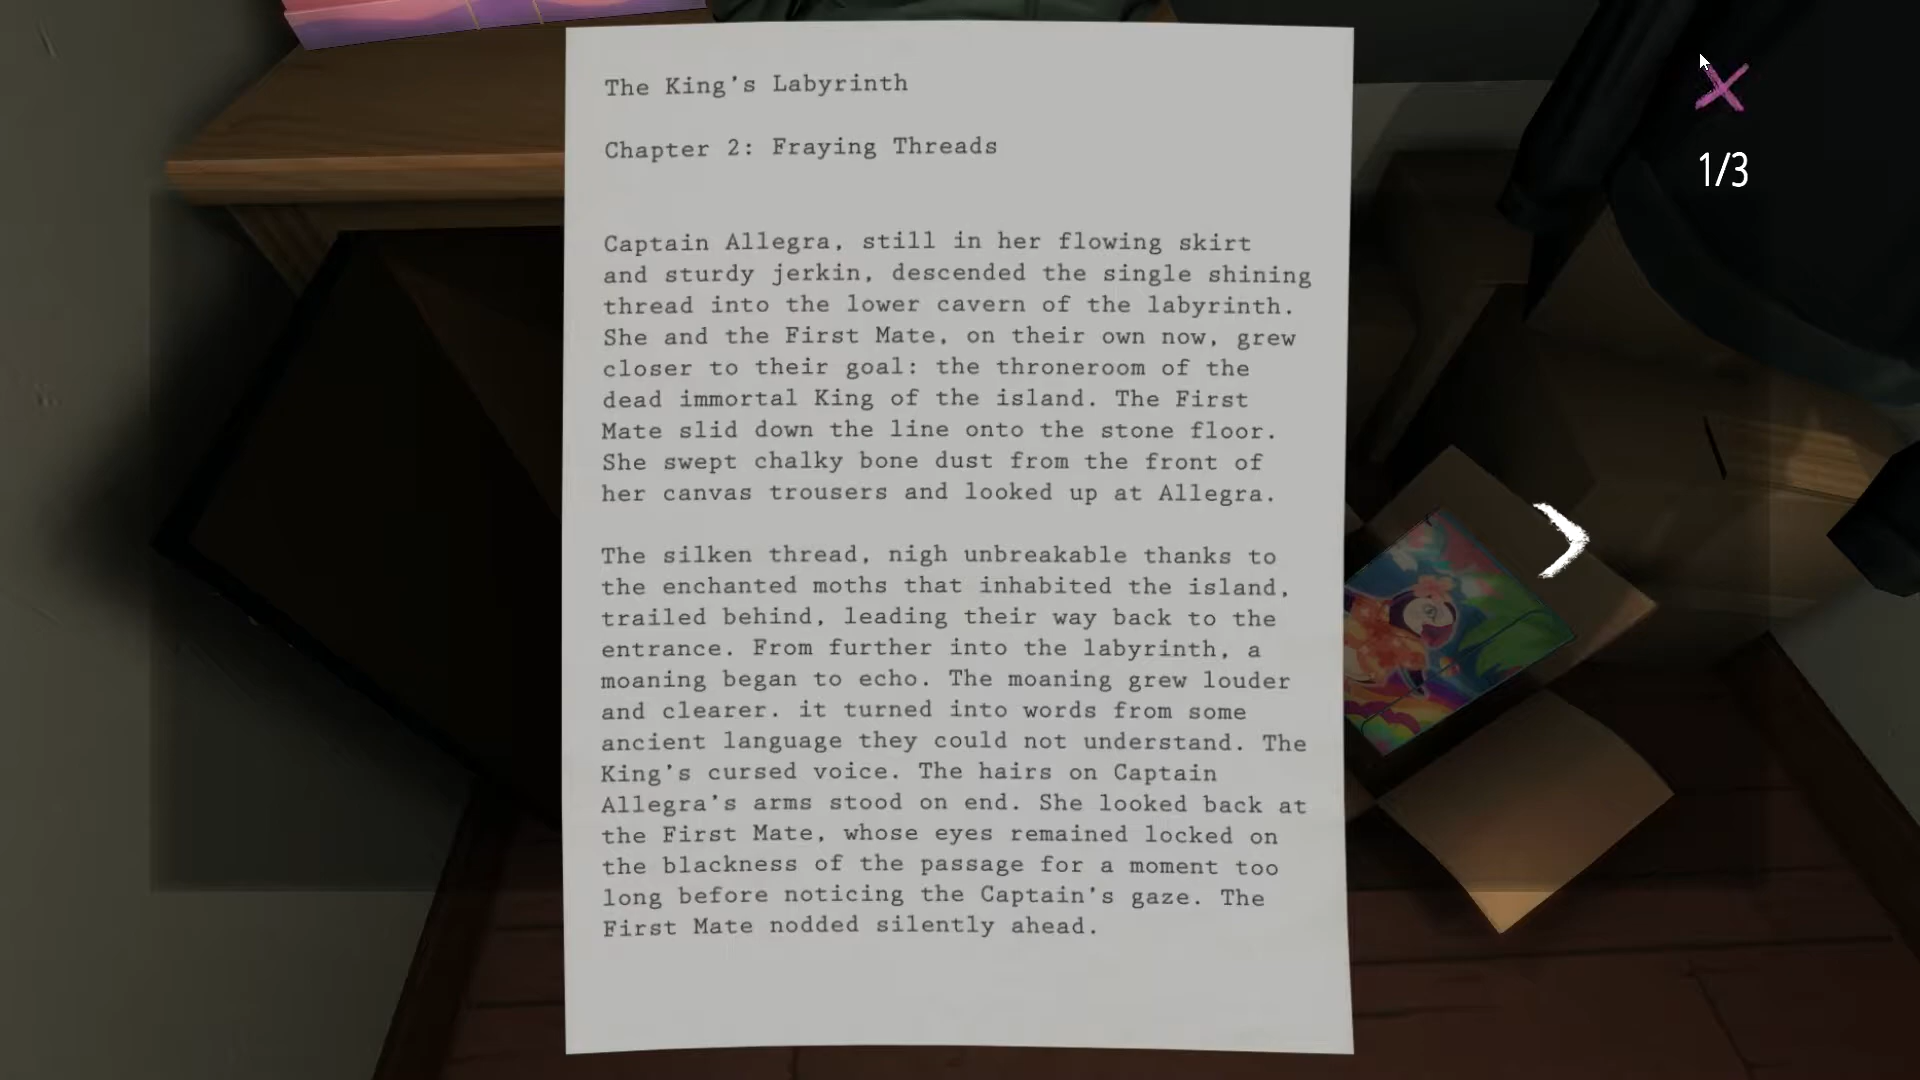 The King's Labyrinth
Chapter 2: Fraying Threads
Captain Allegra, still in her flowing skirt
and sturdy jerkin, descended the single shining
thread into the lower cavern of the labyrinth.
She and the First Mate, on their own now, grew
closer to their goal: the throneroom of the
dead immortal King of the island. The First
Mate slid down the line onto the stone floor.
She swept chalky bone dust from the front of
her canvas trousers and looked up at Allegra.
The silken thread, nigh unbreakable thanks to
the enchanted moths that inhabited the island,
trailed behind, leading their way back to the
entrance. From further into the labyrinth, a
moaning began to echo. The moaning grew louder
and clearer. it turned into words from some
ancient language they could not understand. The
King's cursed voice. The hairs on Captain
Allegra's arms stood on end. She looked back at
the First Mate, whose eyes remained locked on
the blackness of the passage for a moment too
long before noticing the Captain's gaze. The
First Mate nodded silently ahead.
1/3